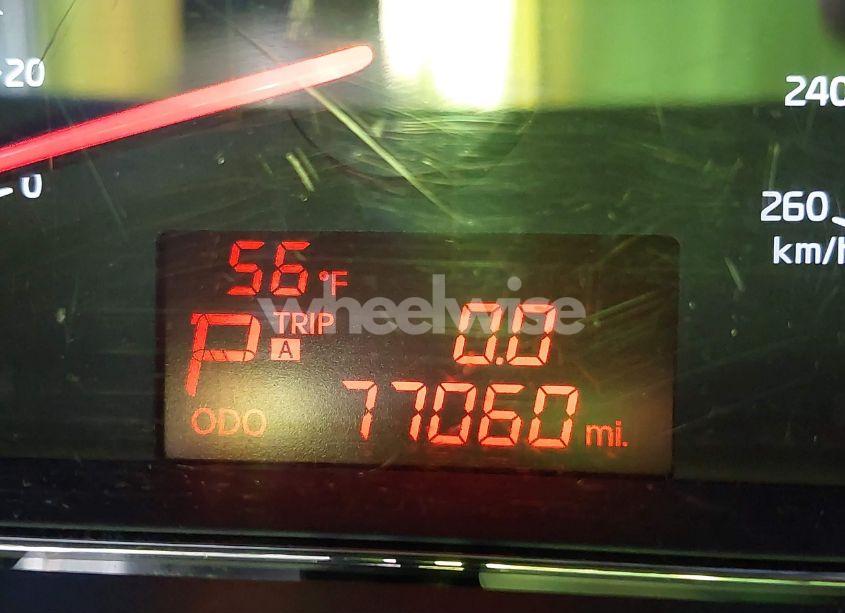 20
0
240
260
km/h
56 °F
wheelwise
P TRIP A 0.0
ODO 77060 mi.